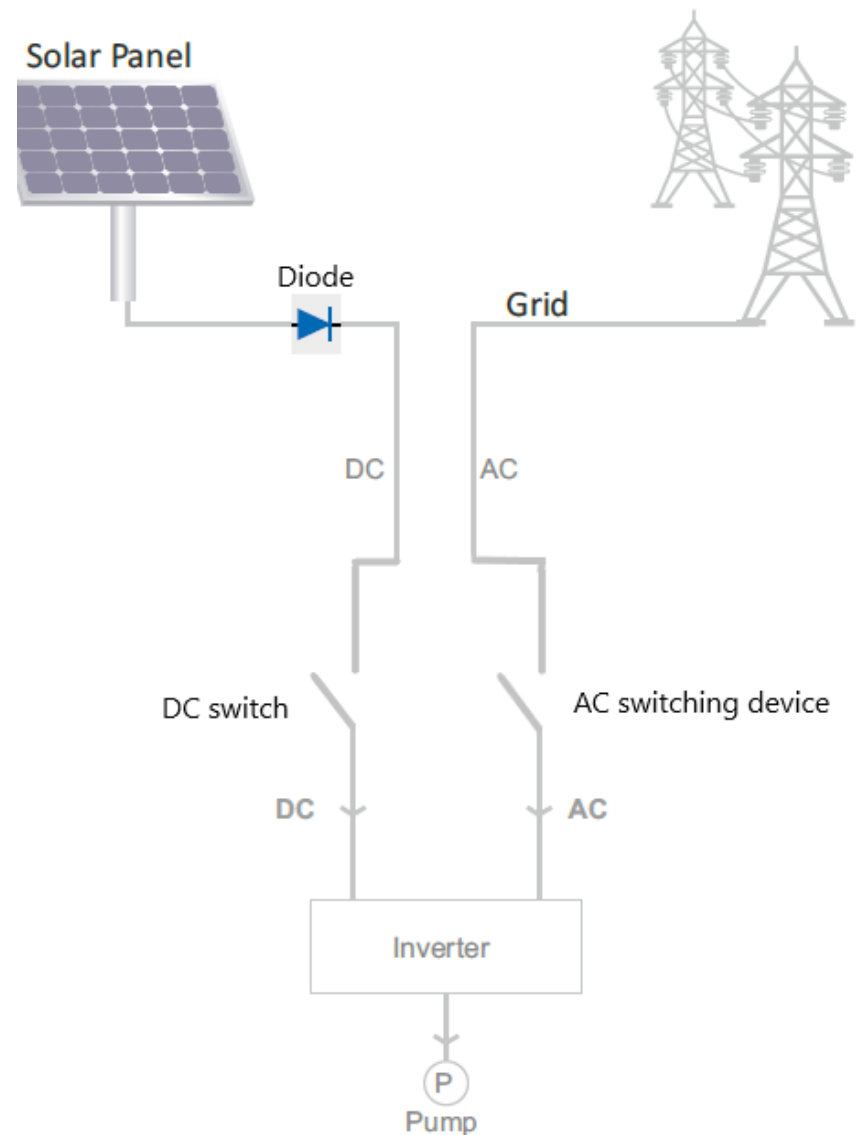 Solar Panel
Diode
Grid
DC
AC
DC switch
AC switching device
DC
AC
Inverter
P
Pump